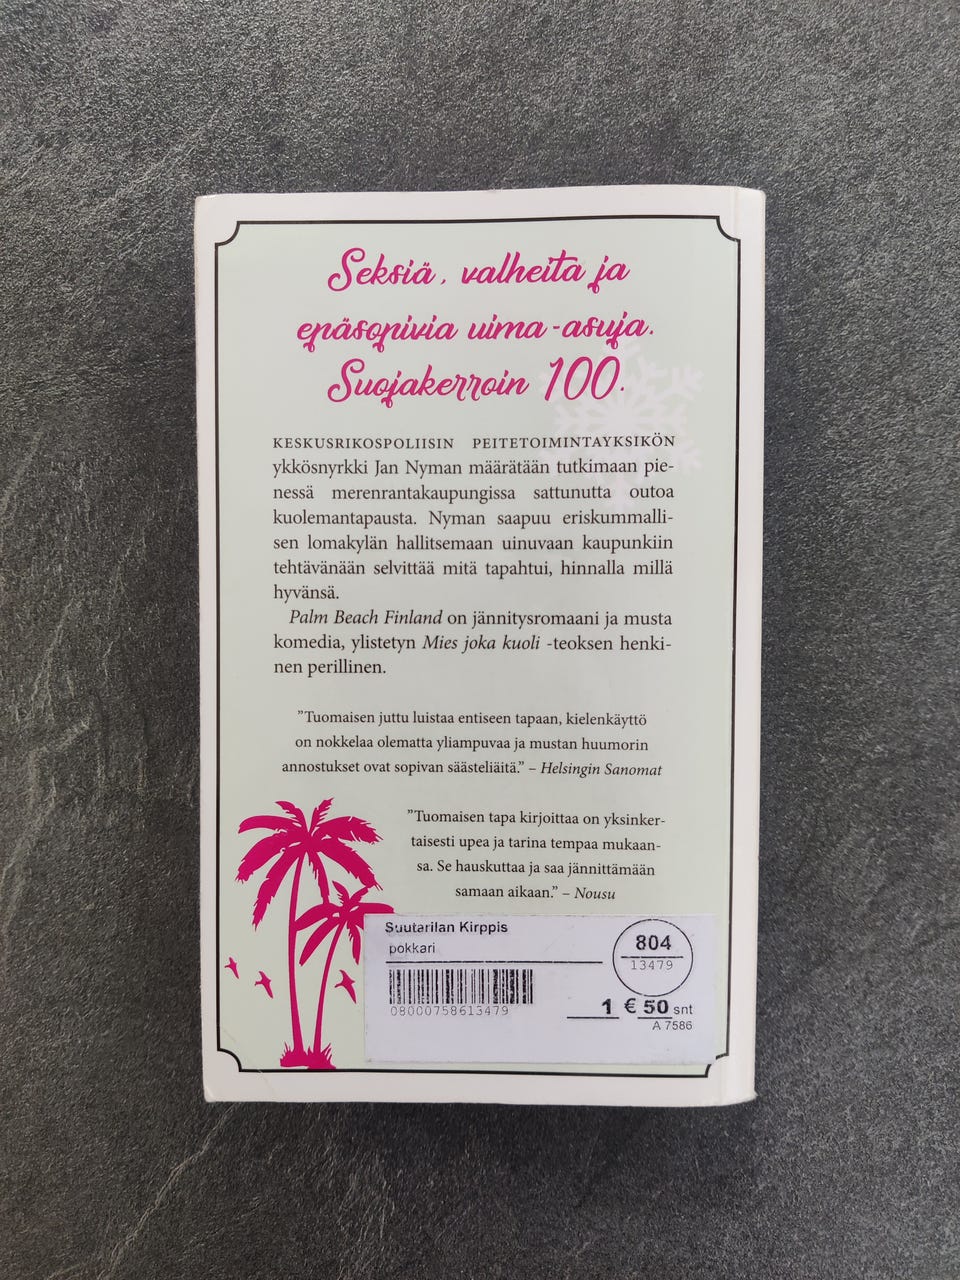 Seksiä, valheita ja
epäsopivia uima-asuja.
Suojakerroin 100.
KESKUSRIKOSPOLIISIN PEITETOIMINTAYKSIKÖN
ykkösnyrkki Jan Nyman määrätään tutkimaan pie-
nessä merenrantakaupungissa sattunutta outoa
kuolemantapausta. Nyman saapuu eriskummalli-
sen lomakylän hallitsemaan uinuvaan kaupunkiin
tehtävänään selvittää mitä tapahtui, hinnalla millä
hyvänsä.
Palm Beach Finland on jännitysromaani ja musta
komedia, ylistetyn Mies joka kuoli -teoksen henki-
nen perillinen.
”Tuomaisen juttu luistaa entiseen tapaan, kielenkäyttö
on nokkelaa olematta yliampuvaa ja mustan huumorin
annostukset ovat sopivan säästeliäitä.” – Helsingin Sanomat
”Tuomaisen tapa kirjoittaa on yksinker-
taisesti upea ja tarina tempaa mukaan-
sa. Se hauskuttaa ja saa jännittämään
samaan aikaan.” – Nousu
Suutarilan Kirppis
pokkari
804
13479
08000758613479
1 € 50 snt
A 7586